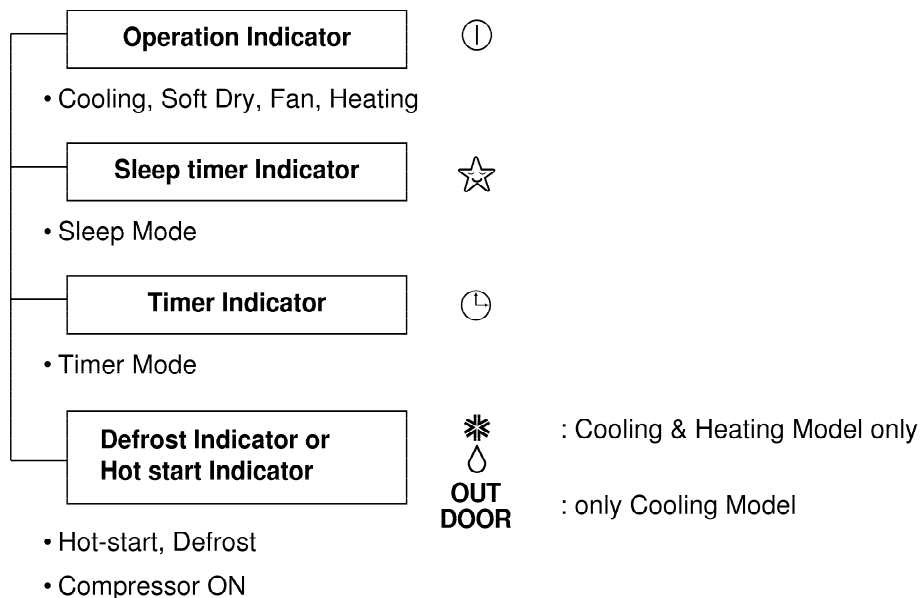 Operation Indicator
• Cooling, Soft Dry, Fan, Heating
Sleep timer Indicator
• Sleep Mode
Timer Indicator
• Timer Mode
Defrost Indicator or
Hot start Indicator
: Cooling & Heating Model only
OUT
DOOR
: only Cooling Model
• Hot-start, Defrost
• Compressor ON